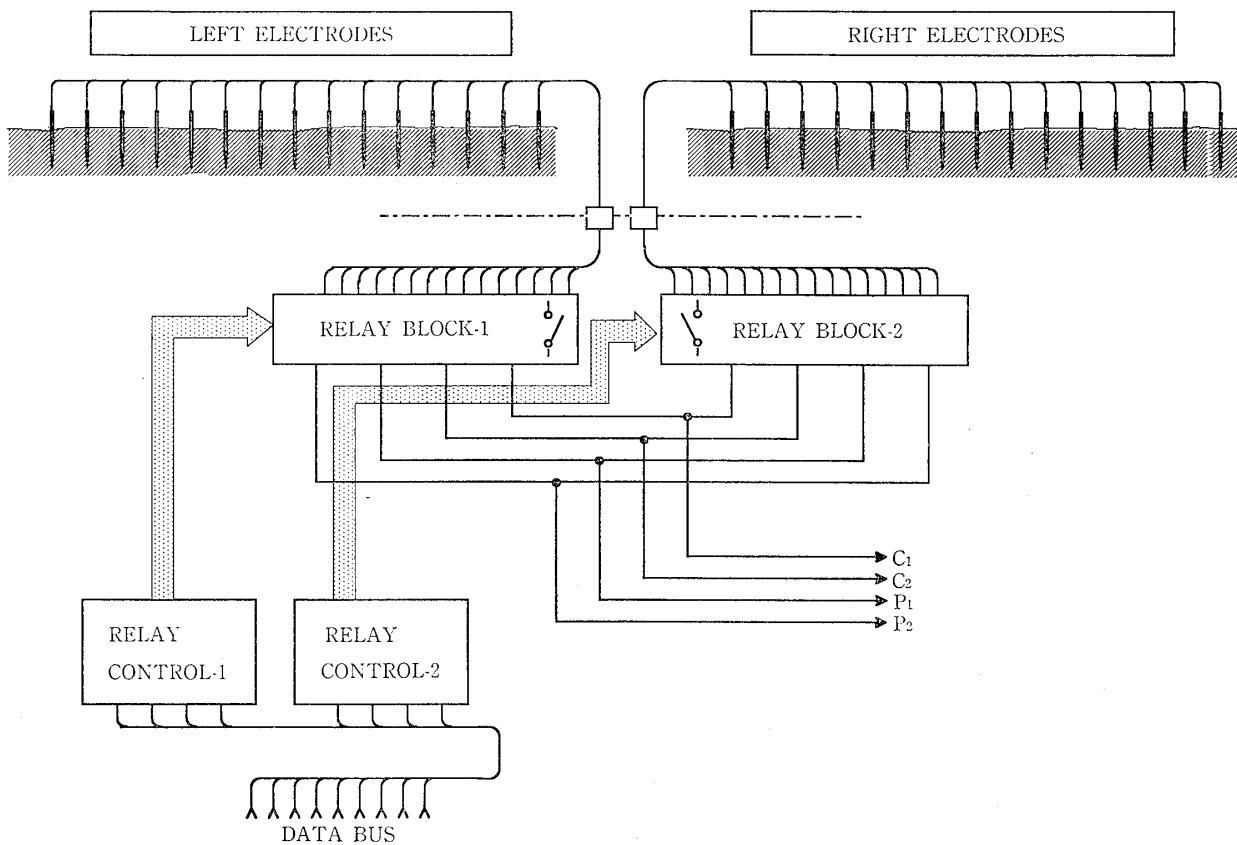 LEFT ELECTRODES
RIGHT ELECTRODES
RELAY BLOCK-1
RELAY BLOCK-2
C1
C2
P1
P2
RELAY
CONTROL-1
RELAY
CONTROL-2
DATA BUS